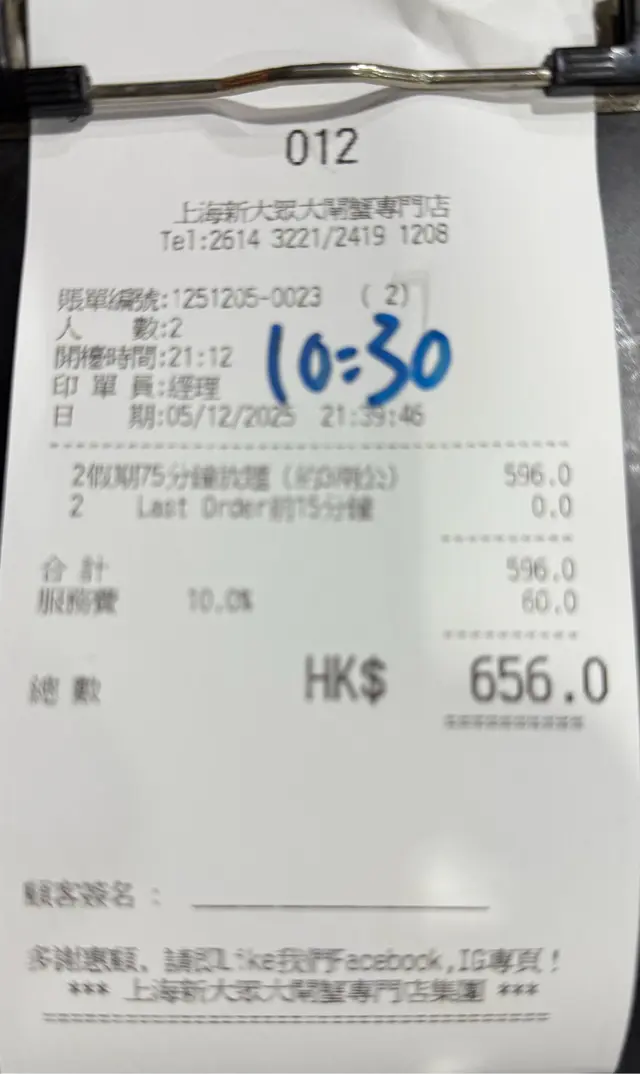 012
上海新大眾大閘蟹專門店
Tel:2614 3221/2419 1208
賬單編號:1251205-0023 (2)
人 數:2
開檯時間:21:12
10:30
印單員:經理
日 期:05/12/2025 21:39:46
2假期75分鐘放題
596.0
2 Last Order前15分鐘
0.0
合計
596.0
服務費 10.0%
60.0
總數 HK$ 656.0
顧客簽名:
多謝惠顧,請即Like我們Facebook,IG專頁!
*** 上海新大眾大閘蟹專門店集團 ***